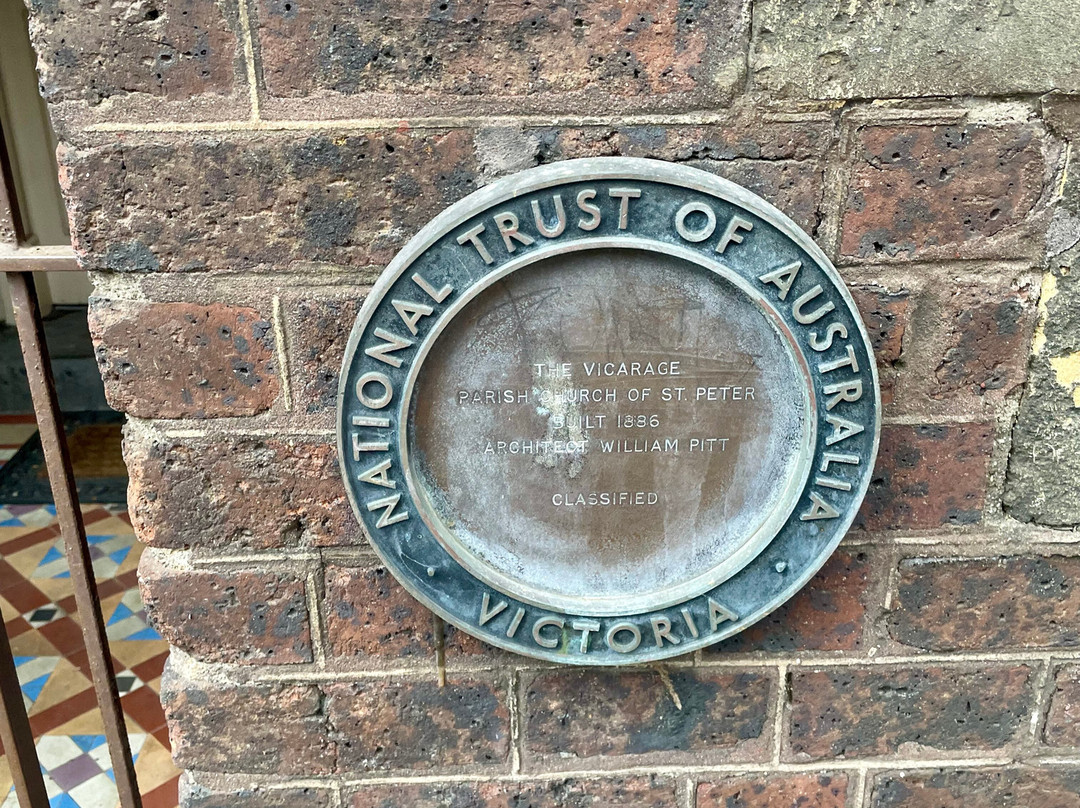 NATIONAL TRUST OF AUSTRALIA
THE VICARAGE
PARISH CHURCH OF ST. PETER
BUILT 1886
ARCHITECT WILLIAM PITT
CLASSIFIED
VICTORIA